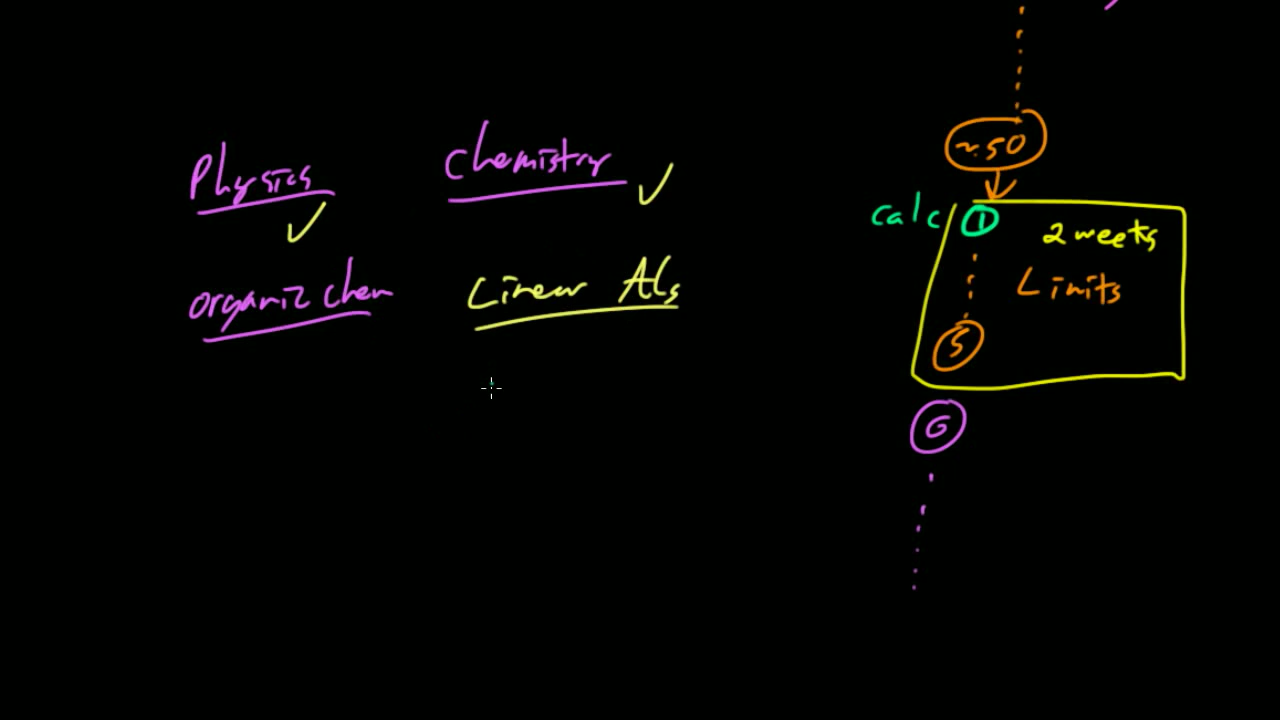 Physics
Chemistry
organic chem
Linear Alg
~50
calc 1
2 weeks
Limits
5
6